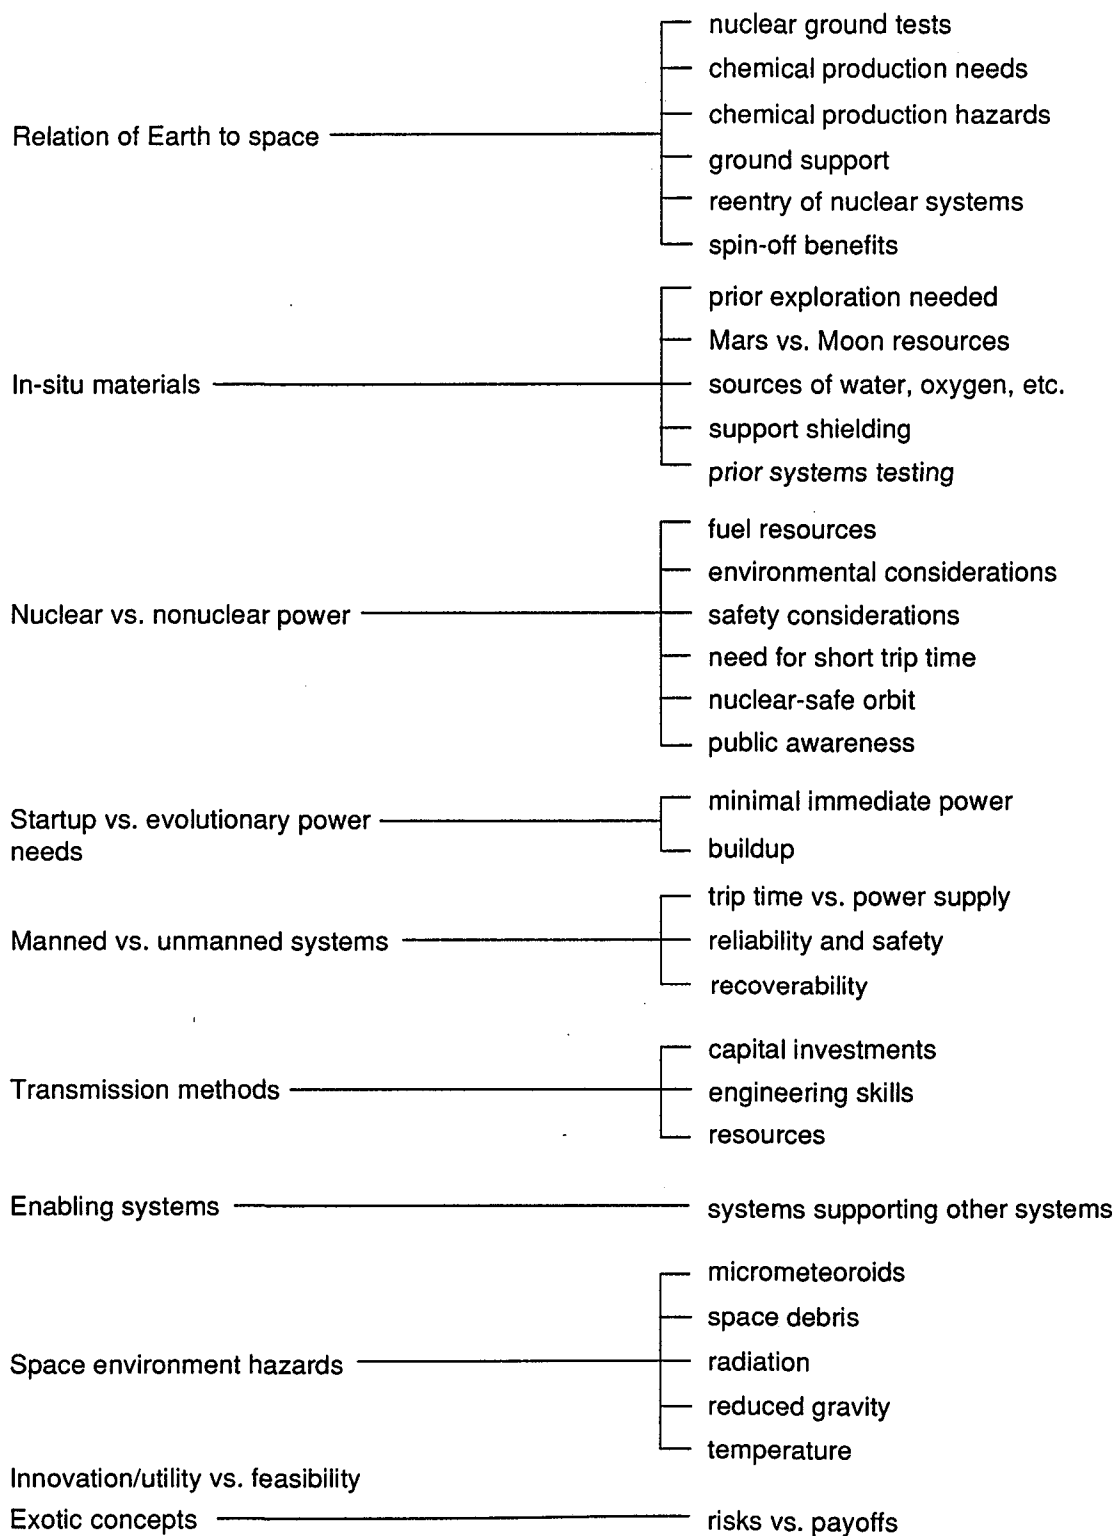 Relation of Earth to space
nuclear ground tests
chemical production needs
chemical production hazards
ground support
reentry of nuclear systems
spin-off benefits
In-situ materials
prior exploration needed
Mars vs. Moon resources
sources of water, oxygen, etc.
support shielding
prior systems testing
Nuclear vs. nonuclear power
fuel resources
environmental considerations
safety considerations
need for short trip time
nuclear-safe orbit
public awareness
Startup vs. evolutionary power
needs
minimal immediate power
buildup
Manned vs. unmanned systems
trip time vs. power supply
reliability and safety
recoverability
Transmission methods
capital investments
engineering skills
resources
Enabling systems
systems supporting other systems
Space environment hazards
micrometeoroids
space debris
radiation
reduced gravity
temperature
Innovation/utility vs. feasibility
Exotic concepts
risks vs. payoffs